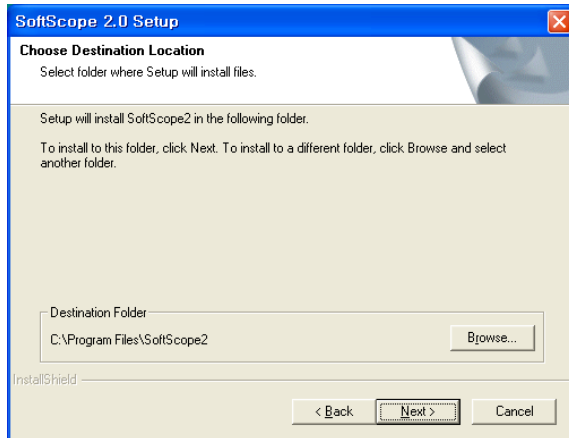 SoftScope 2.0 Setup
Choose Destination Location
Select folder where Setup will install files.
Setup will install SoftScope2 in the following folder.
To install to this folder, click Next. To install to a different folder, click Browse and select
another folder.
Destination Folder
C:\Program Files\SoftScope2
Browse...
InstallShield
< Back
Next >
Cancel